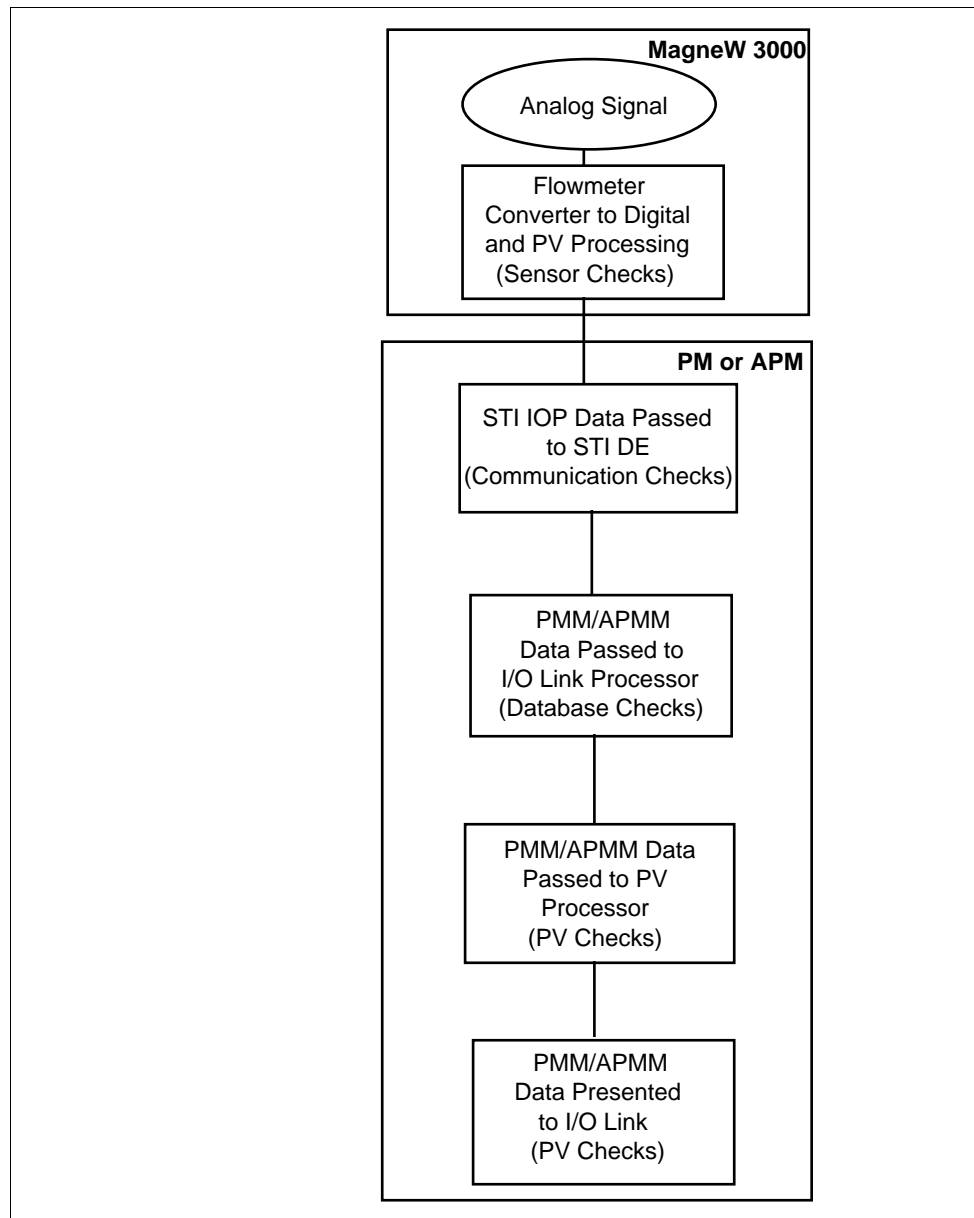 MagneW 3000
Analog Signal
Flowmeter
Converter to Digital
and PV Processing
(Sensor Checks)
PM or APM
STI IOP Data Passed
to STI DE
(Communication Checks)
PMM/APMM
Data Passed to
I/O Link Processor
(Database Checks)
PMM/APMM Data
Passed to PV
Processor
(PV Checks)
PMM/APMM
Data Presented
to I/O Link
(PV Checks)